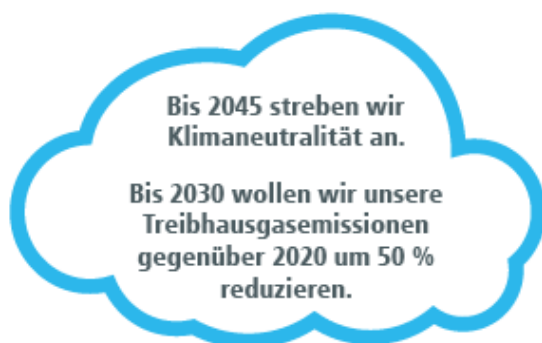 Bis 2045 streben wir
Klimaneutralität an.
Bis 2030 wollen wir unsere
Treibhausgasemissionen
gegenüber 2020 um 50 %
reduzieren.